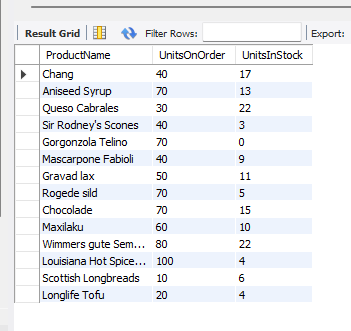 Result Grid Filter Rows: Export:
ProductName UnitsOnOrder UnitsInStock
Chang 40 17
Aniseed Syrup 70 13
Queso Cabrales 30 22
Sir Rodney's Scones 40 3
Gorgonzola Telino 70 0
Mascarpone Fabioli 40 9
Gravad lax 50 11
Rogede sild 70 5
Chocolade 70 15
Maxilaku 60 10
Wimmers gute Sem... 80 22
Louisiana Hot Spice... 100 4
Scottish Longbreads 10 6
Longlife Tofu 20 4